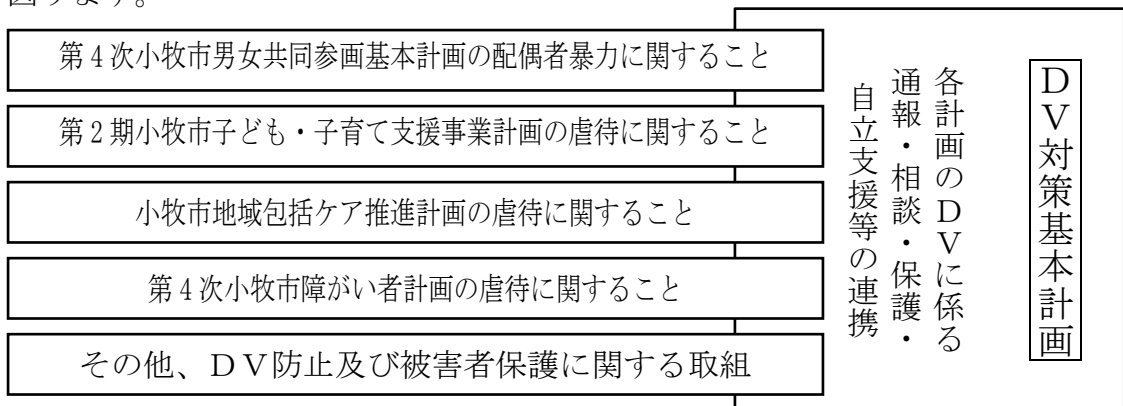 図ります。
第４次小牧市男女共同参画基本計画の配偶者暴力に関すること
第２期小牧市子ども・子育て支援事業計画の虐待に関すること
小牧市地域包括ケア推進計画の虐待に関すること
第４次小牧市障がい者計画の虐待に関すること
その他、ＤＶ防止及び被害者保護に関する取組
ＤＶ対策基本計画
各計画のＤＶに係る
通報・相談・保護・
自立支援等の連携